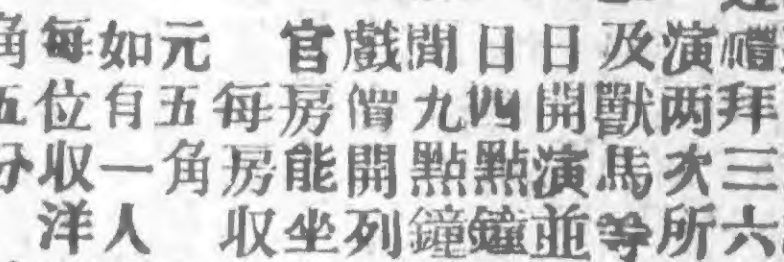 禮拜三六
演两次所
及獸馬等
日開演並
日四點鐘
間九點鐘
戲價開列
官房能坐
每房收
元五角
如有一人
每位收洋
角五分